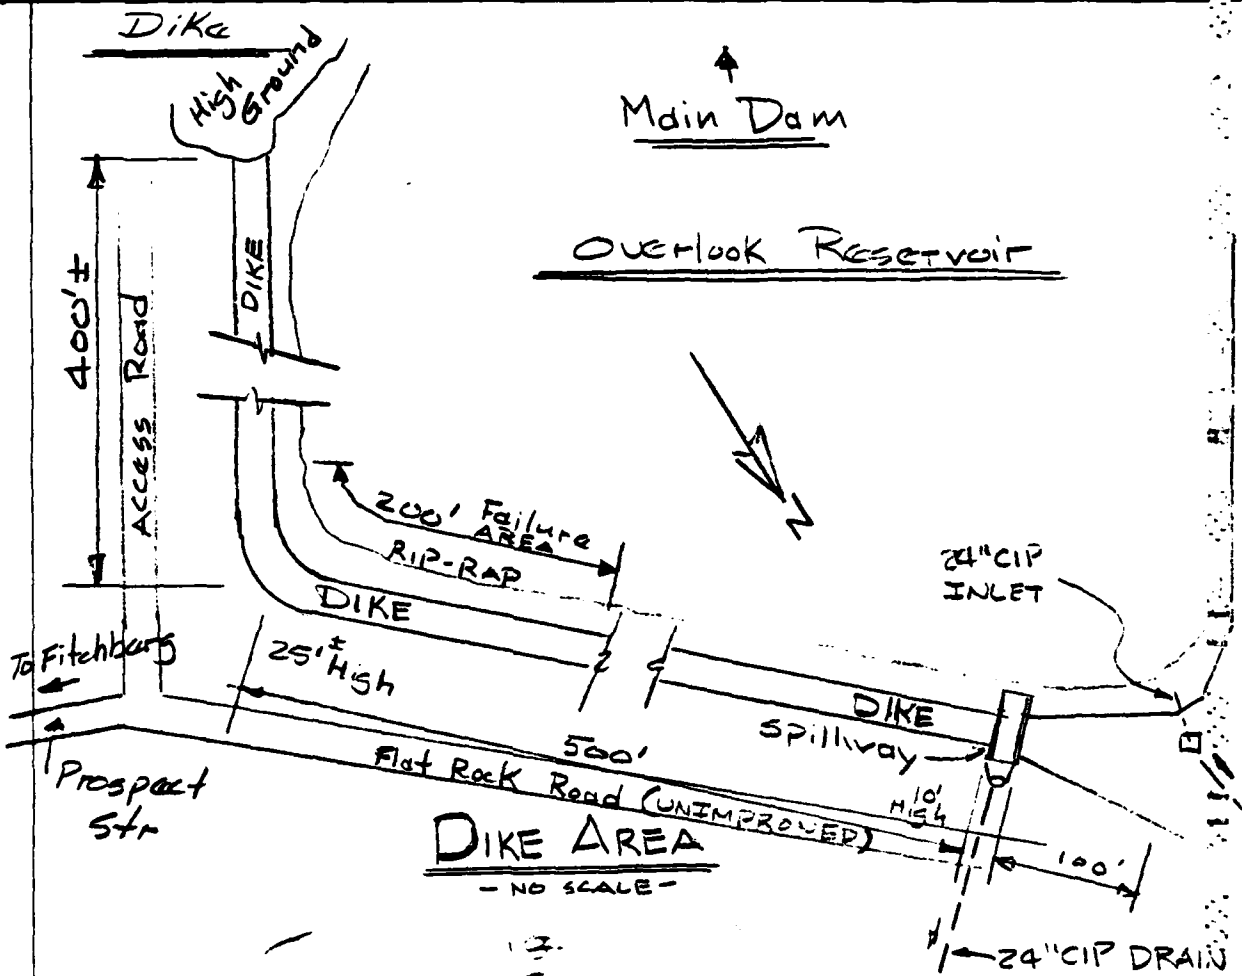 Dike
High
Ground
Main Dam
Overlook Reservoir
400'±
Access Road
DIKE
200' Failure
AREA
RIP-RAP
DIKE
24"CIP
INLET
N
To Fitchburg
25'± High
DIKE
Spillway
500'
Flat Rock Road (UNIMPROVED)
10'
High
Prospect
Str
DIKE AREA
- NO SCALE -
100'
24"CIP DRAIN